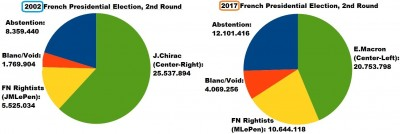 2002 French Presidential Election, 2nd Round
Abstention:
8.359.440
Blanc/Void:
1.769.904
FN Rightists
(JMLePen):
5.525.034
J.Chirac
(Center-Right):
25.537.894
2017 French Presidential Election, 2nd Round
Abstention:
12.101.416
Blanc/Void:
4.069.256
FN Rightists
(MLePen): 10.644.118
E.Macron
(Center-Left):
20.753.798